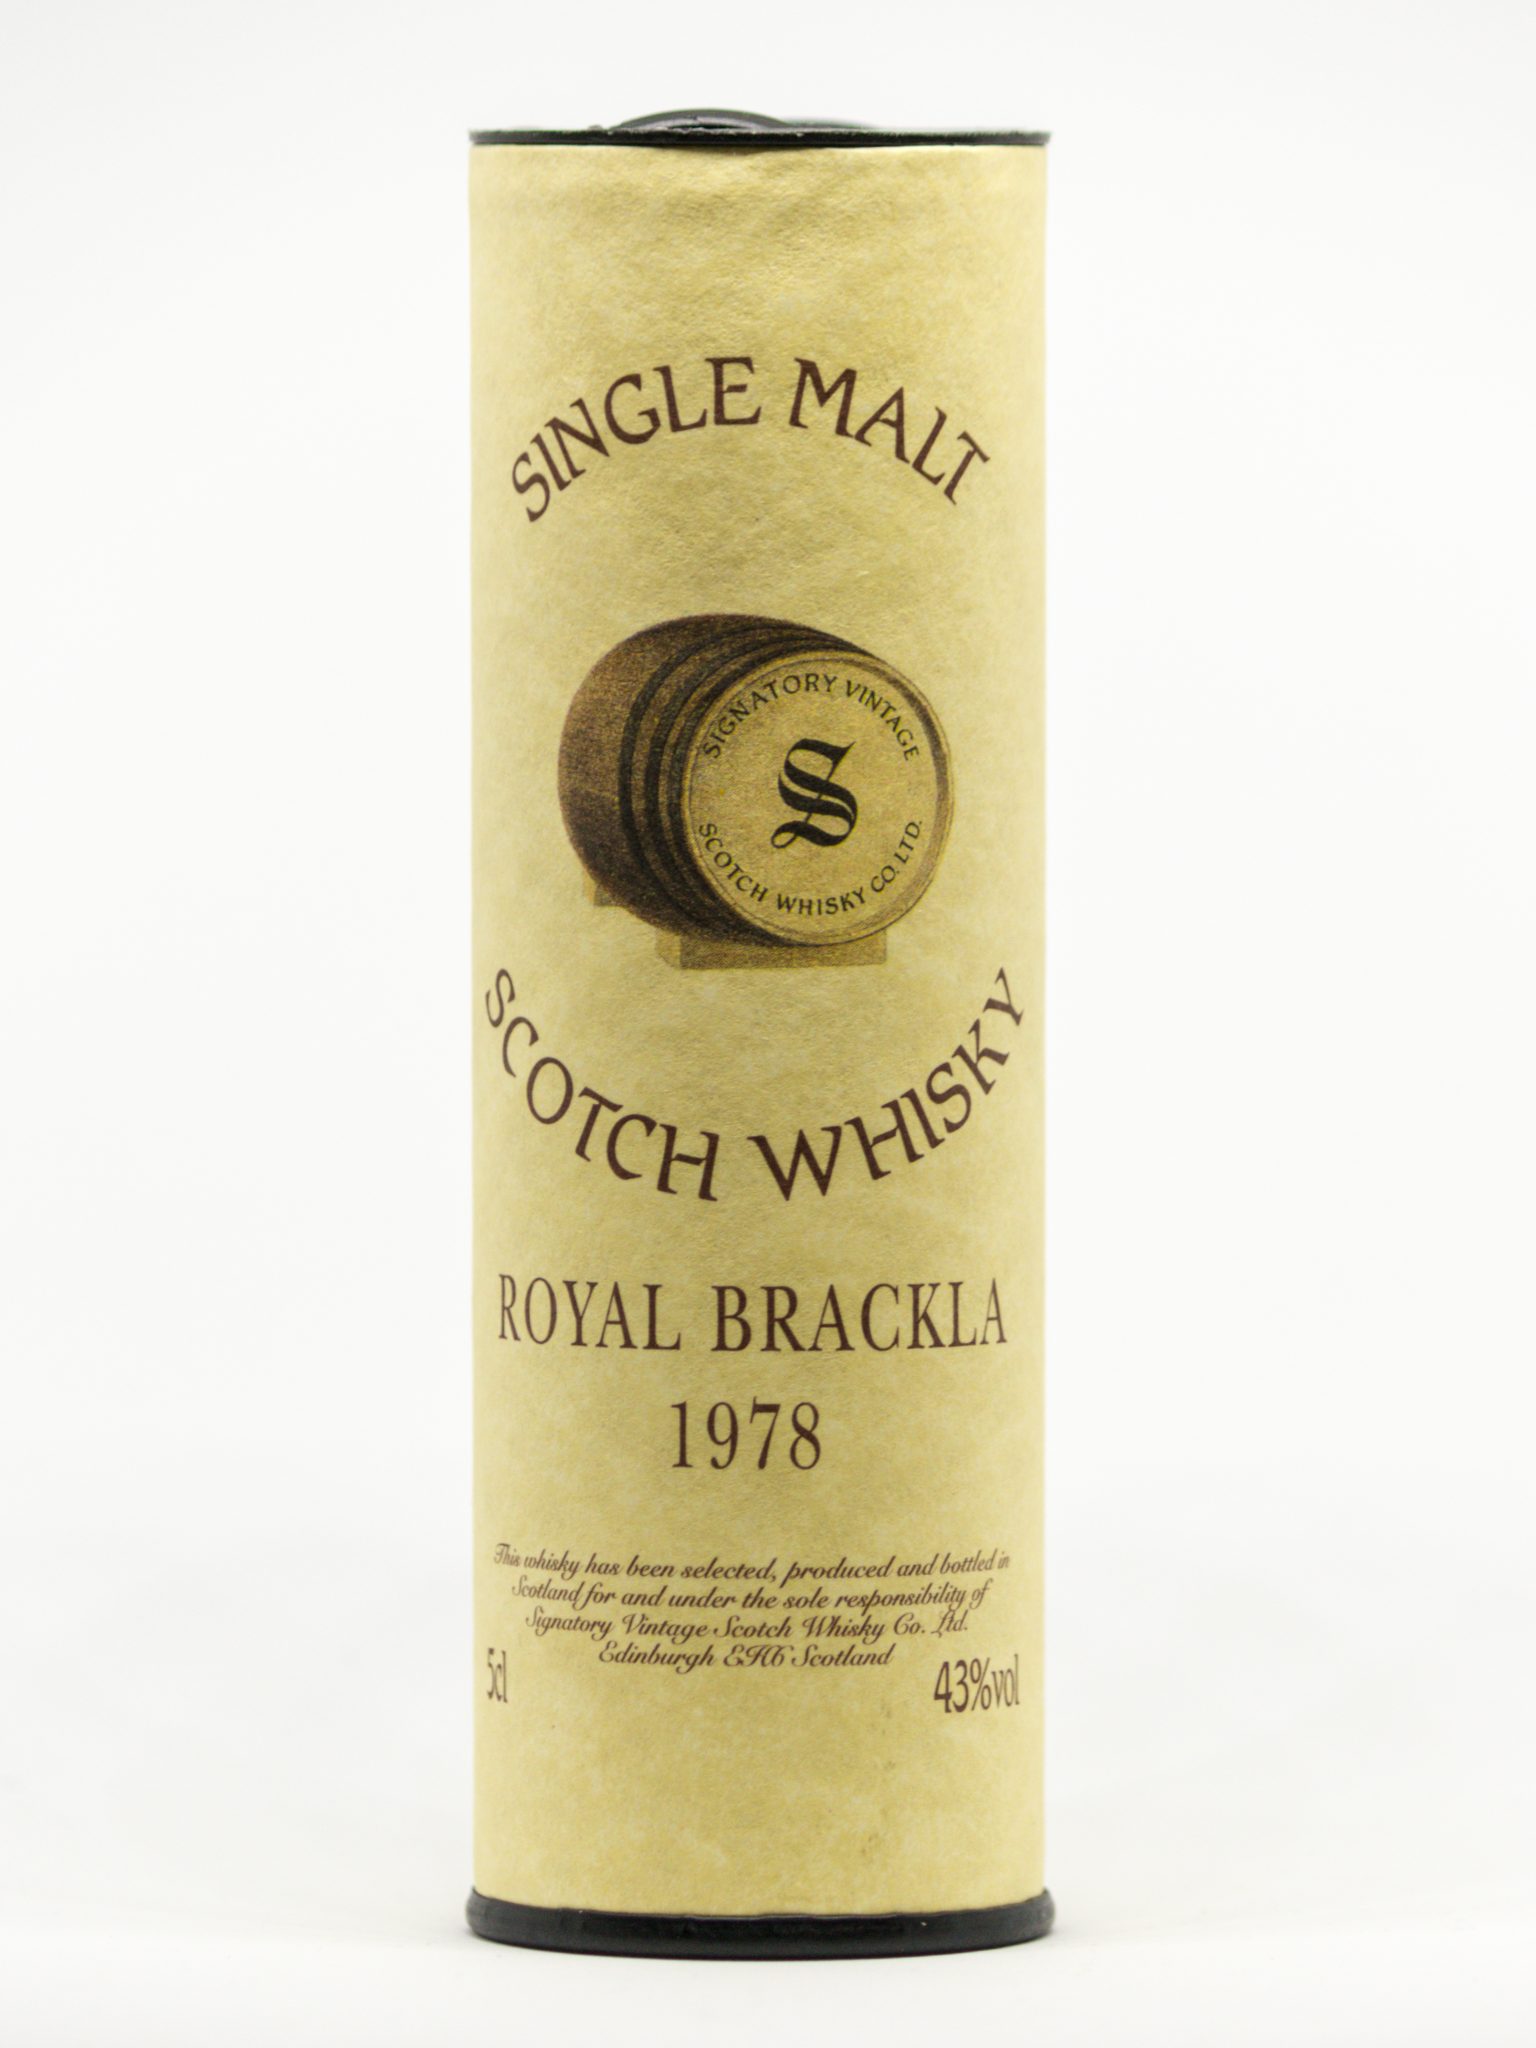 SINGLE MALT
SIGNATORY VINTAGE
S
SCOTCH WHISKY CO. LTD.
SCOTCH WHISKY
ROYAL BRACKLA
1978
This whisky has been selected, produced and bottled in
Scotland for and under the sole responsibility of
Signatory Vintage Scotch Whisky Co. Ltd.
Edinburgh EH6 Scotland
5cl
43%vol